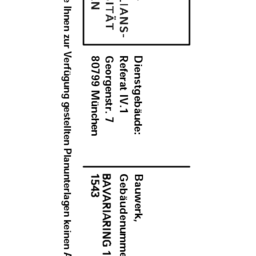 IANS-
ITÄT
N
Dienstgebäude:
Referat IV.1
Georgenstr. 7
80799 München
Bauwerk,
Gebäudenumme
BAVARIARING 1
1543
e Ihnen zur Verfügung gestellten Planunterlagen keinen A